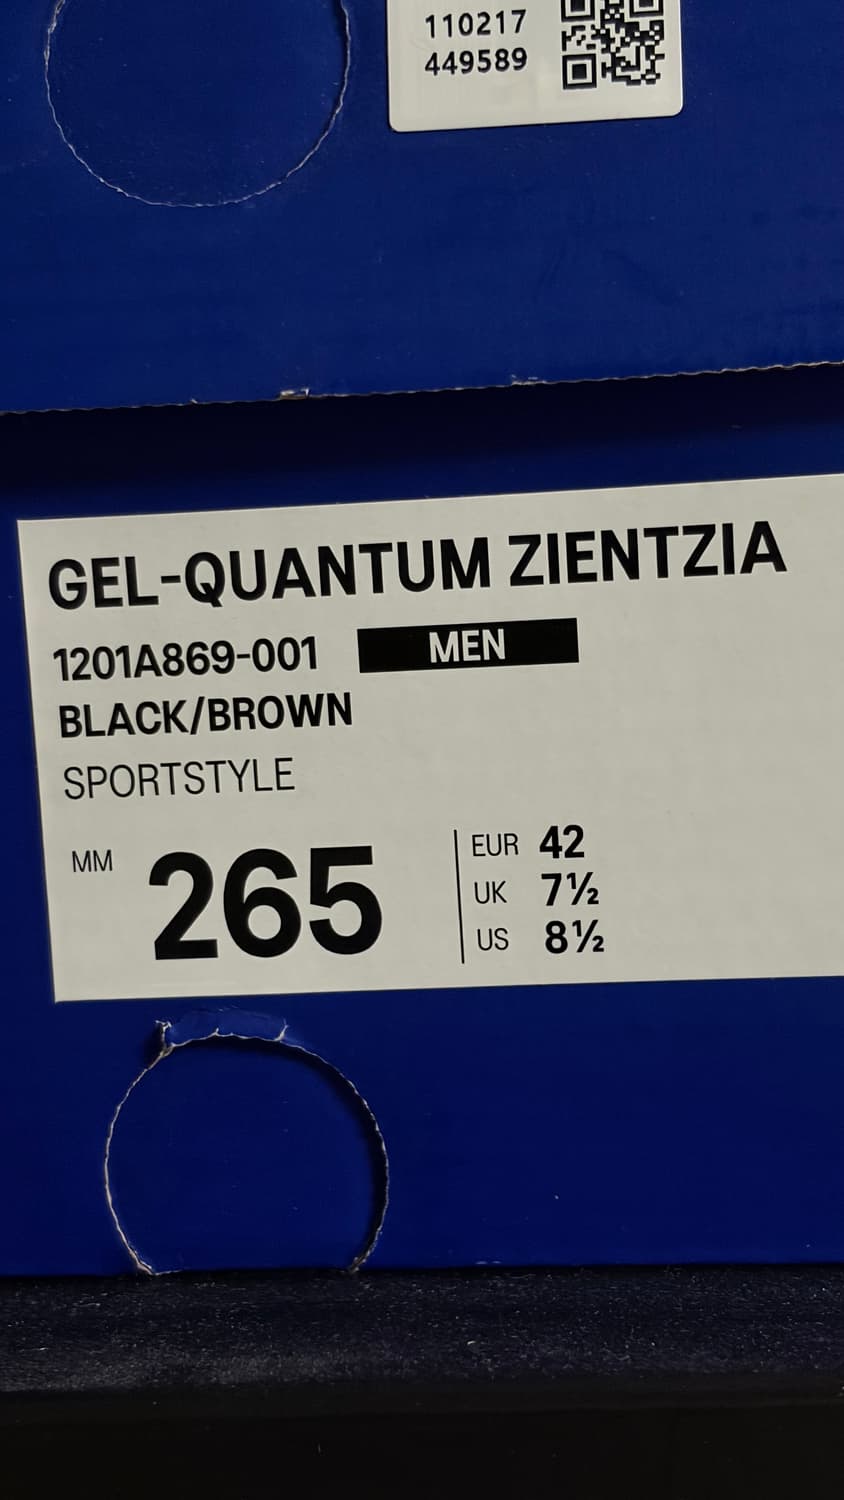 110217
449589
GEL-QUANTUM ZIENTZIA
1201A869-001 MEN
BLACK/BROWN
SPORTSTYLE
MM 265
EUR 42
UK 7½
US 8½